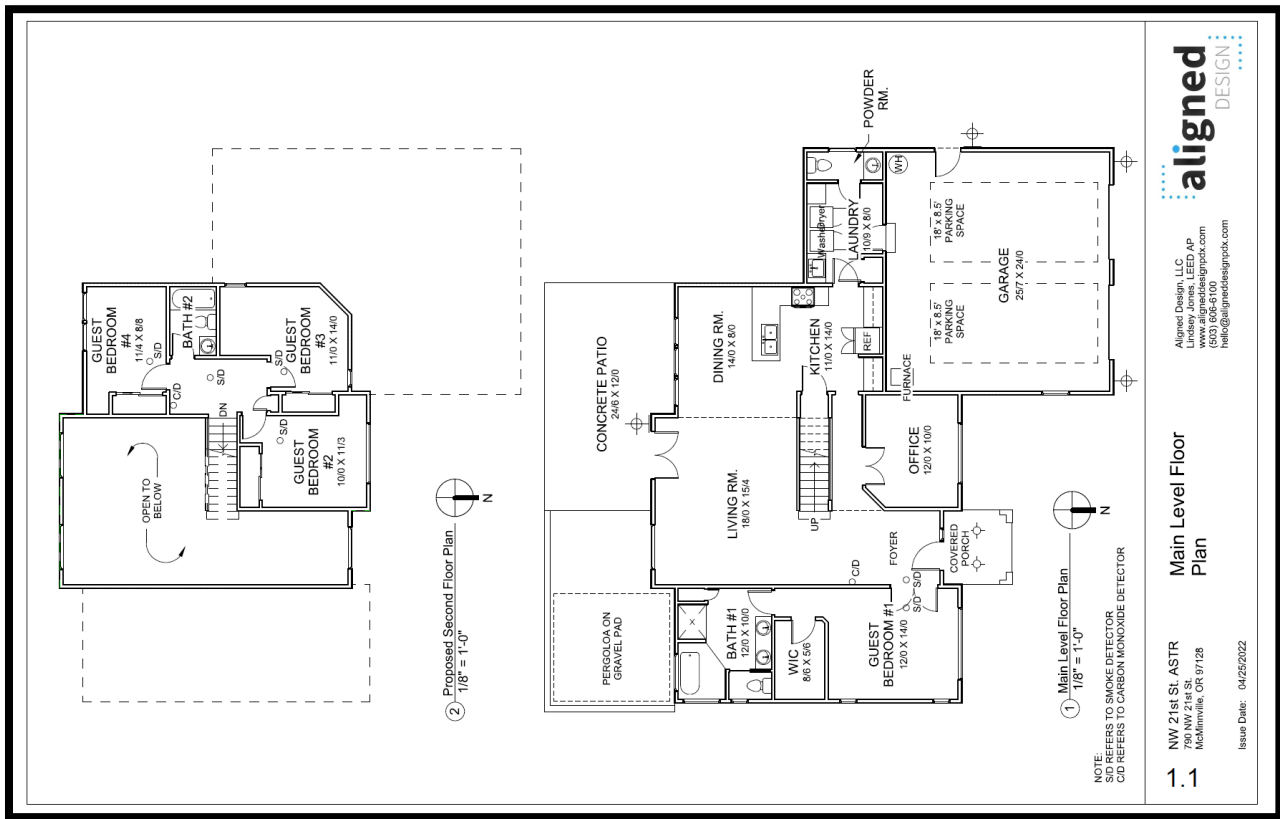 GUEST
BEDROOM
#4
11/4 X 8/8
S/D
C/D
BATH #2
S/D
S/D
GUEST
BEDROOM
#3
11/0 X 14/0
DN
S/D
GUEST
BEDROOM
#2
10/0 X 11/3
OPEN TO
BELOW
N
2
Proposed Second Floor Plan
1/8" = 1'-0"
POWDER
RM.
Washer
Dryer
LAUNDRY
10/9 X 8/0
WH
CONCRETE PATIO
24/6 X 12/0
DINING RM.
14/0 X 8/0
KITCHEN
11/0 X 14/0
REF
FURNACE
18' x 8.5'
PARKING
SPACE
18' x 8.5'
PARKING
SPACE
GARAGE
25/7 X 24/0
LIVING RM.
18/0 X 15/4
UP
OFFICE
12/0 X 10/0
FOYER
COVERED
PORCH
C/D
S/D
S/D
PERGOLOA ON
GRAVEL PAD
BATH #1
12/0 X 10/0
WIC
8/6 X 5/6
GUEST
BEDROOM #1
12/0 X 14/0
N
1
Main Level Floor Plan
1/8" = 1'-0"
NOTE:
S/D REFERS TO SMOKE DETECTOR
C/D REFERS TO CARBON MONOXIDE DETECTOR
1.1
NW 21st St. ASTR
790 NW 21st St.
McMinnville, OR 97128
Issue Date: 04/25/2022
Main Level Floor
Plan
Aligned Design, LLC
Lindsey Jones, LEED AP
www.aligneddesignpdx.com
(503) 606-6100
hello@aligneddesignpdx.com
aligned
DESIGN